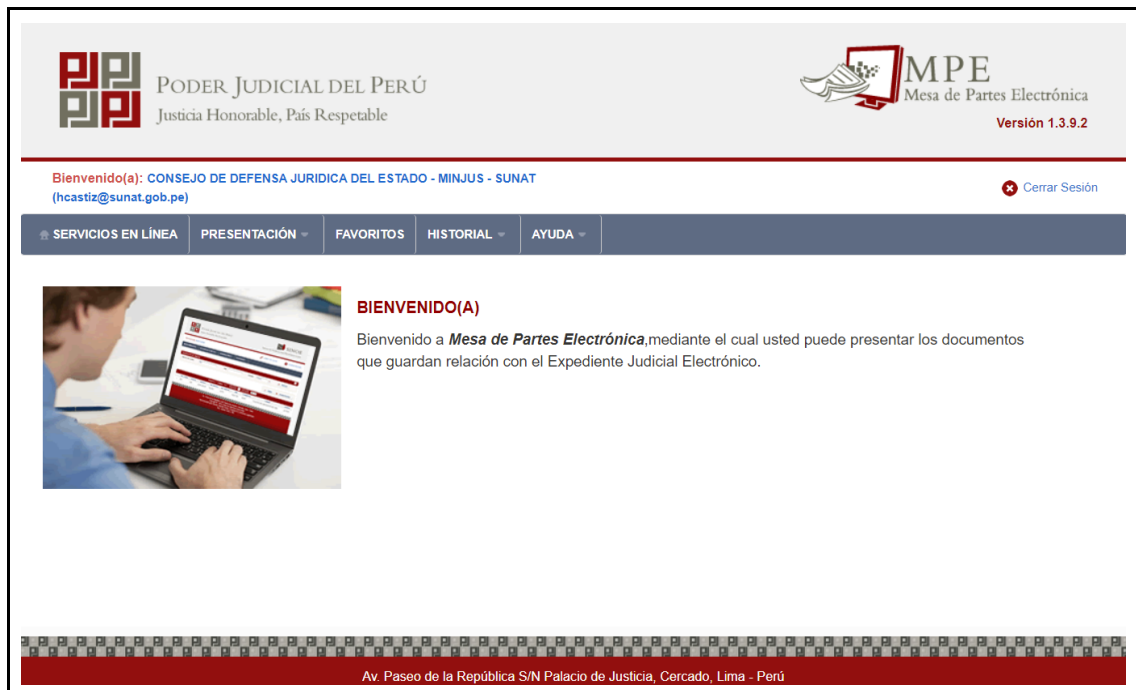 PODER JUDICIAL DEL PERÚ
Justicia Honorable, País Respetable
MPE
Mesa de Partes Electrónica
Versión 1.3.9.2
Bienvenido(a): CONSEJO DE DEFENSA JURIDICA DEL ESTADO - MINJUS - SUNAT
(hcastiz@sunat.gob.pe)
Cerrar Sesión
SERVICIOS EN LÍNEA PRESENTACIÓN FAVORITOS HISTORIAL AYUDA
BIENVENIDO(A)
Bienvenido a Mesa de Partes Electrónica,mediante el cual usted puede presentar los documentos
que guardan relación con el Expediente Judicial Electrónico.
Av. Paseo de la República S/N Palacio de Justicia, Cercado, Lima - Perú